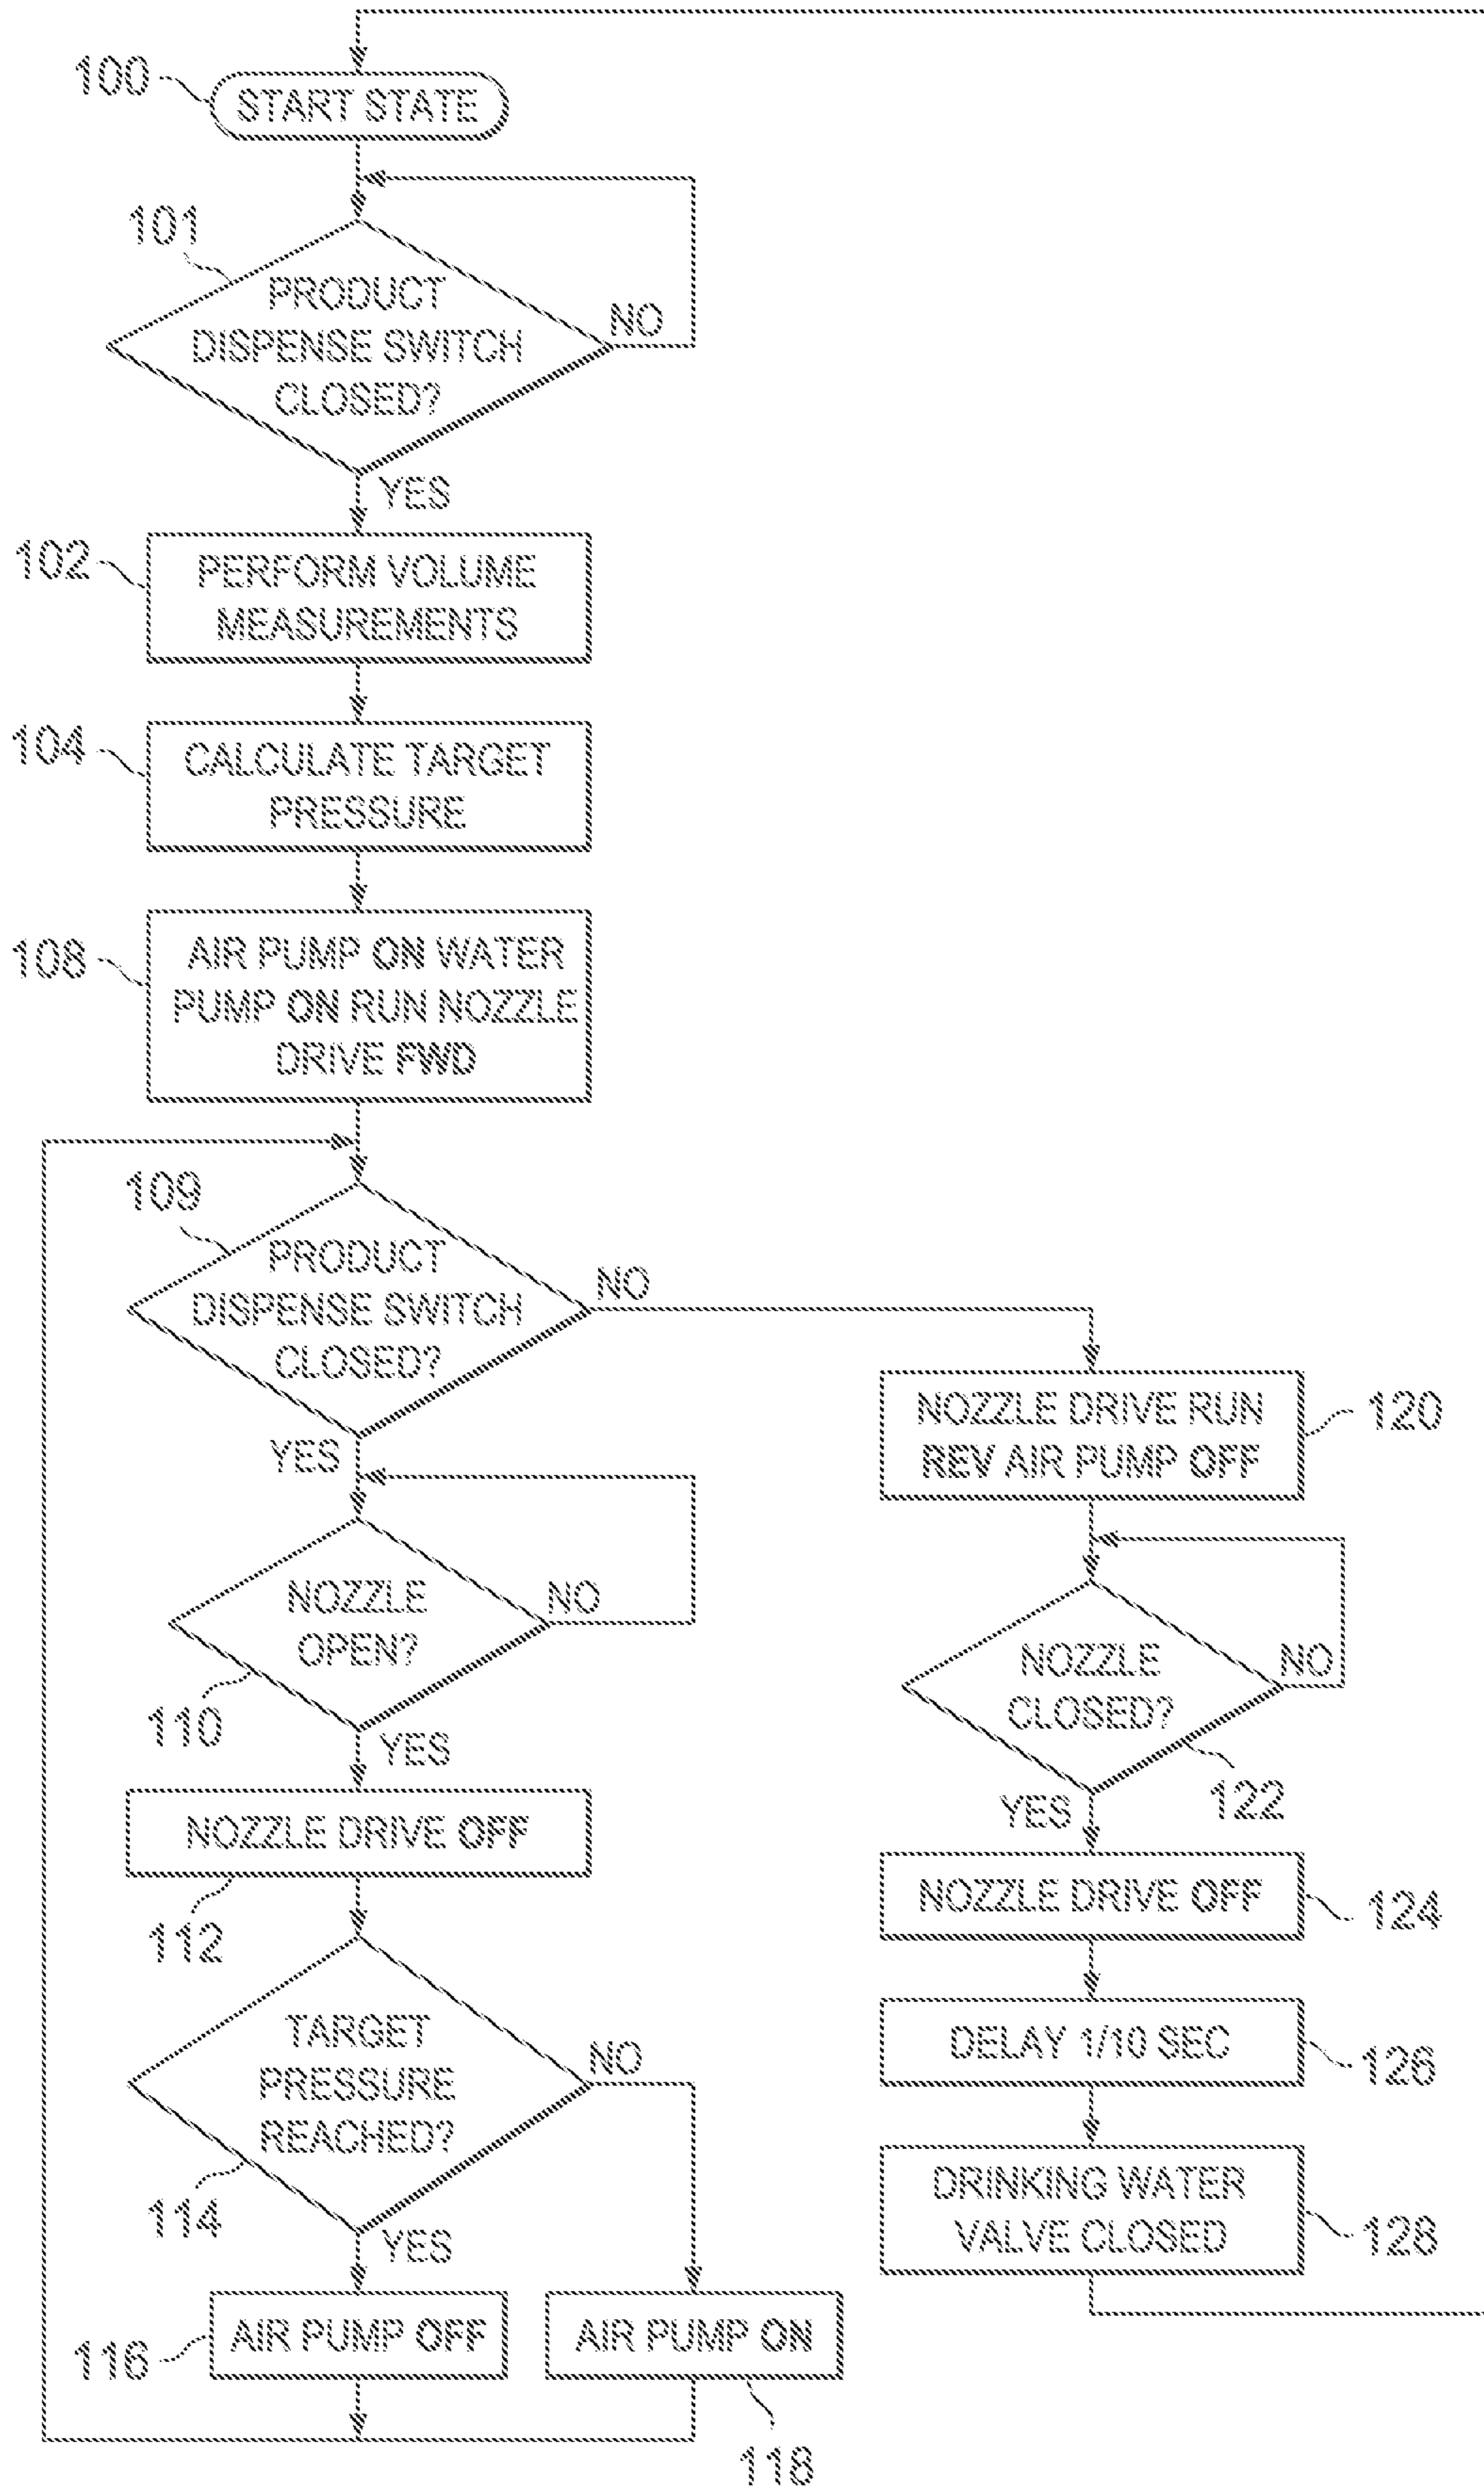 100
START STATE
101
PRODUCT
DISPENSE SWITCH
CLOSED?
NO
YES
102
PERFORM VOLUME
MEASUREMENTS
104
CALCULATE TARGET
PRESSURE
108
AIR PUMP ON WATER
PUMP ON RUN NOZZLE
DRIVE FWD
109
PRODUCT
DISPENSE SWITCH
CLOSED?
NO
YES
NOZZLE
OPEN?
NO
110
YES
NOZZLE DRIVE OFF
112
TARGET
PRESSURE
REACHED?
NO
114
YES
116
AIR PUMP OFF
AIR PUMP ON
118
NOZZLE DRIVE RUN
REV AIR PUMP OFF
120
NOZZLE
CLOSED?
NO
122
YES
NOZZLE DRIVE OFF
124
DELAY 1/10 SEC
126
DRINKING WATER
VALVE CLOSED
128